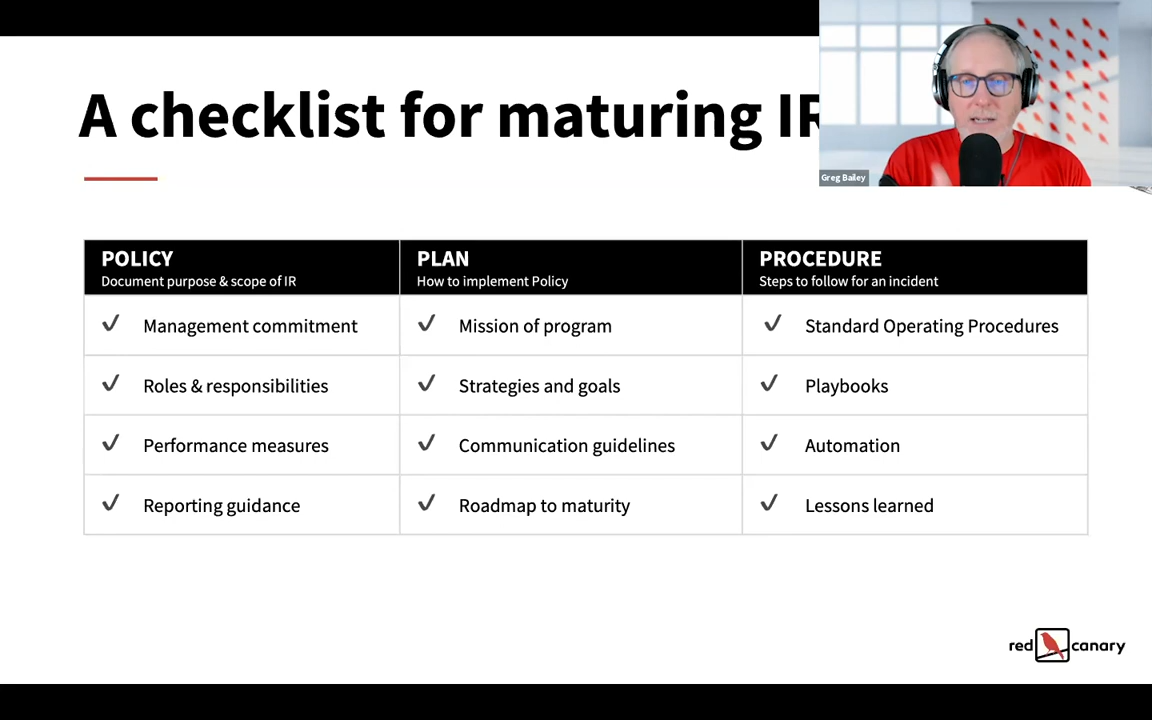 A checklist for maturing IR
Greg Bailey
POLICY
Document purpose & scope of IR
PLAN
How to implement Policy
PROCEDURE
Steps to follow for an incident
Management commitment
Mission of program
Standard Operating Procedures
Roles & responsibilities
Strategies and goals
Playbooks
Performance measures
Communication guidelines
Automation
Reporting guidance
Roadmap to maturity
Lessons learned
red canary